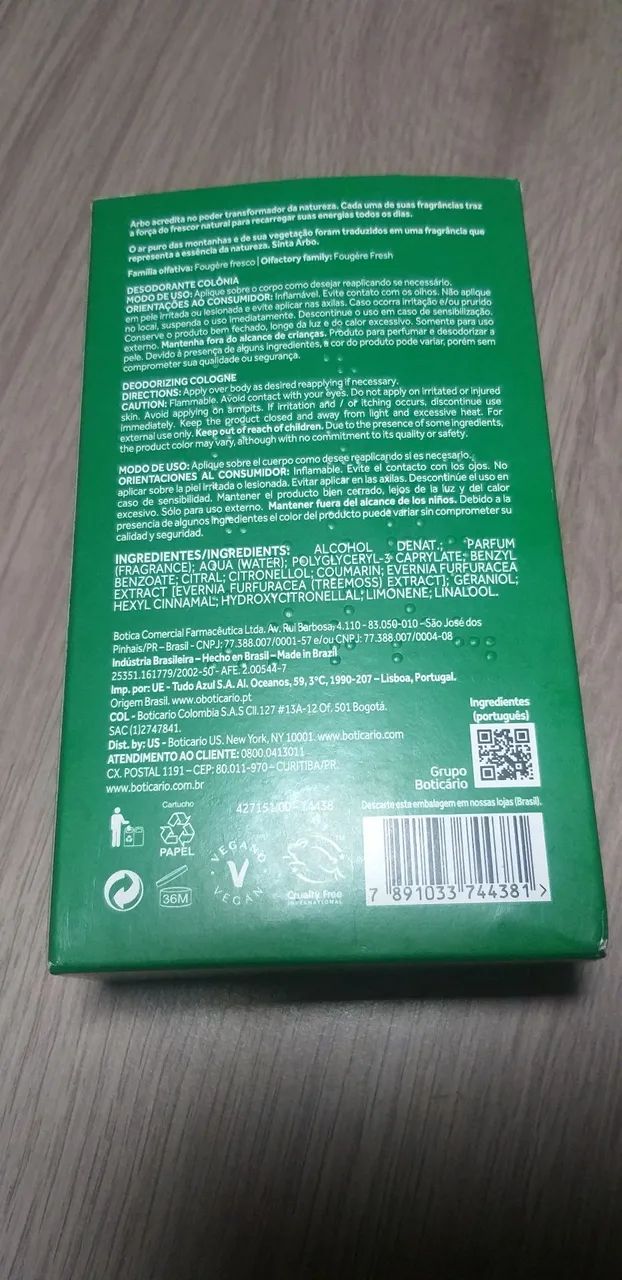 Arbo acredita no poder transformador da natureza. Cada uma de suas fragrâncias traz
a força do frescor natural para recarregar suas energias todos os dias.
O ar puro das montanhas e de sua vegetação foram traduzidos em uma fragrância que
representa a essência da natureza. Sinta Arbo.
Família olfativa: Fougère fresco | Olfactory family: Fougére Fresh
DESODORANTE COLÔNIA
MODO DE USO: Aplique sobre o corpo como desejar reaplicando se necessário.
ORIENTAÇÕES AO CONSUMIDOR: Inflamável. Evite contato com os olhos. Não aplique
em pele irritada ou lesionada e evite aplicar nas axilas. Caso ocorra irritação e/ou prurido
no local, suspenda o uso imediatamente. Descontinue o uso em caso de sensibilização.
Conserve o produto bem fechado, longe da luz e do calor excessivo. Somente para uso
externo. Mantenha fora do alcance de crianças. Produto para perfumar e desodorizar a
pele. Devido à presença de alguns ingredientes, a cor do produto pode variar, porém sem
comprometer sua qualidade ou segurança.
DEODORIZING COLOGNE
DIRECTIONS: Apply over body as desired reapplying if necessary.
CAUTION: Flammable. Avoid contact with your eyes. Do not apply on irritated or injured
skin. Avoid applying on armpits. If irritation and / or itching occurs, discontinue use
immediately. Keep the product closed and away from light and excessive heat. For
external use only. Keep out of reach of children. Due to the presence of some ingredients,
the product color may vary, although with no commitment to its quality or safety.
MODO DE USO: Aplique sobre el cuerpo como desee reaplicando si es necesario.
ORIENTACIONES AL CONSUMIDOR: Inflamable. Evite el contacto con los ojos. No
aplicar sobre la piel irritada o lesionada. Evitar aplicar en las axilas. Descontinúe el uso en
caso de sensibilidad. Mantener el producto bien cerrado, lejos de la luz y del calor
excesivo. Sólo para uso externo. Mantener fuera del alcance de los niños. Debido a la
presencia de algunos ingredientes el color del producto puede variar sin comprometer su
calidad y seguridad.
INGREDIENTES/INGREDIENTS: ALCOHOL DENAT.; PARFUM
(FRAGRANCE); AQUA (WATER); POLYGLYCERYL-3 CAPRYLATE; BENZYL
BENZOATE; CITRAL; CITRONELLOL; COUMARIN; EVERNIA FURFURACEA
EXTRACT [EVERNIA FURFURACEA (TREEMOSS) EXTRACT]; GERANIOL;
HEXYL CINNAMAL; HYDROXYCITRONELLAL; LIMONENE; LINALOOL.
Botica Comercial Farmacêutica Ltda. Av. Rui Barbosa, 4.110 - 83.050-010 - São José dos
Pinhais/PR – Brasil - CNPJ: 77.388.007/0001-57 e/ou CNPJ: 77.388.007/0004-08
Indústria Brasileira – Hecho en Brasil – Made in Brazil
25351.161779/2002-50 - AFE. 2.00544-7
Imp. por: UE - Tudo Azul S.A. Al. Oceanos, 59, 3°C, 1990-207 – Lisboa, Portugal.
Origem Brasil. www.oboticario.pt
COL - Boticario Colombia S.A.S Cll.127 #13A-12 Of. 501 Bogotá.
SAC (1)2747841.
Dist. by: US - Boticario US. New York, NY 10001. www.boticario.com
ATENDIMENTO AO CLIENTE: 0800.0413011
CX. POSTAL 1191 – CEP: 80.011-970 – CURITIBA/PR.
www.boticario.com.br
Ingredientes
(português)
Grupo
Boticário
Cartucho
PAPEL
Descarte esta embalagem em nossas lojas (Brasil).
36M
VEGANO
V
VEGAN
Cruelty Free
INTERNATIONAL
7 891033 744381 >